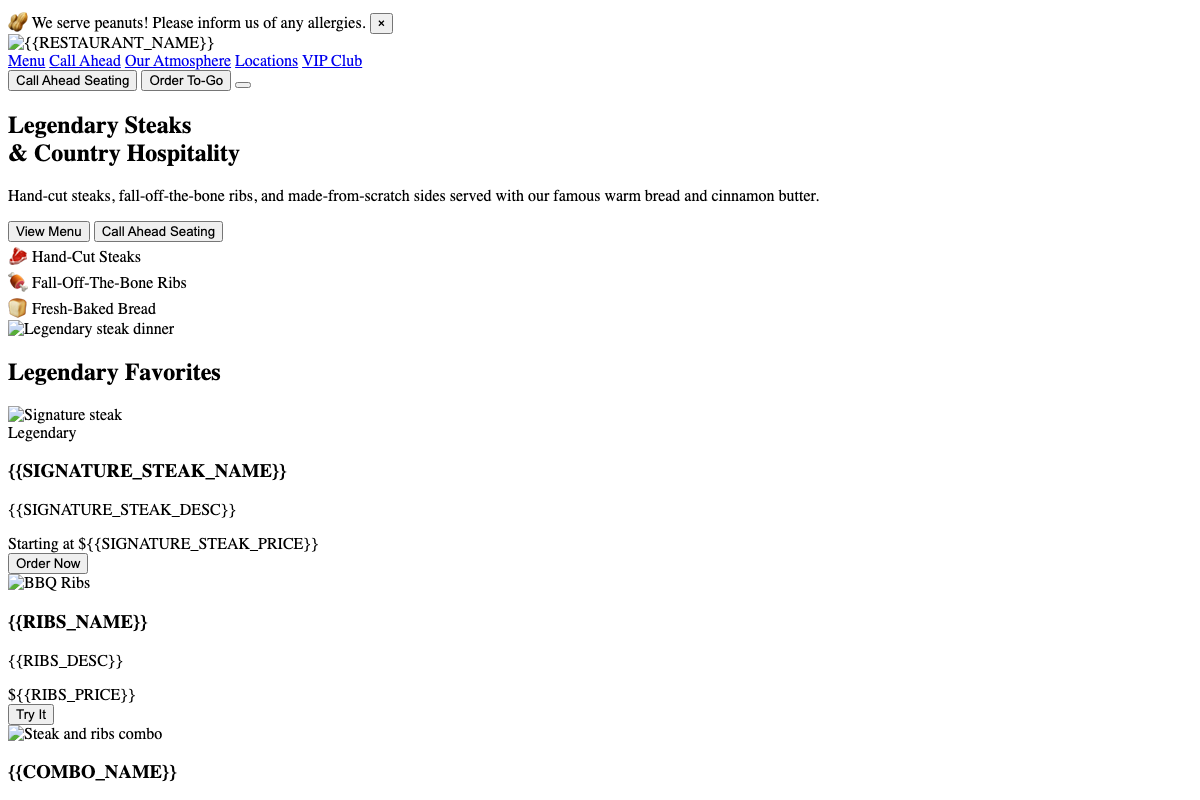 🥜 We serve peanuts! Please inform us of any allergies. ×
{{RESTAURANT_NAME}}
Menu Call Ahead Our Atmosphere Locations VIP Club
Call Ahead Seating Order To-Go
Legendary Steaks
& Country Hospitality
Hand-cut steaks, fall-off-the-bone ribs, and made-from-scratch sides served with our famous warm bread and cinnamon butter.
View Menu Call Ahead Seating
🥩 Hand-Cut Steaks
🍖 Fall-Off-The-Bone Ribs
🍞 Fresh-Baked Bread
Legendary steak dinner
Legendary Favorites
Signature steak
Legendary
{{SIGNATURE_STEAK_NAME}}
{{SIGNATURE_STEAK_DESC}}
Starting at ${{SIGNATURE_STEAK_PRICE}}
Order Now
BBQ Ribs
{{RIBS_NAME}}
{{RIBS_DESC}}
${{RIBS_PRICE}}
Try It
Steak and ribs combo
{{COMBO_NAME}}